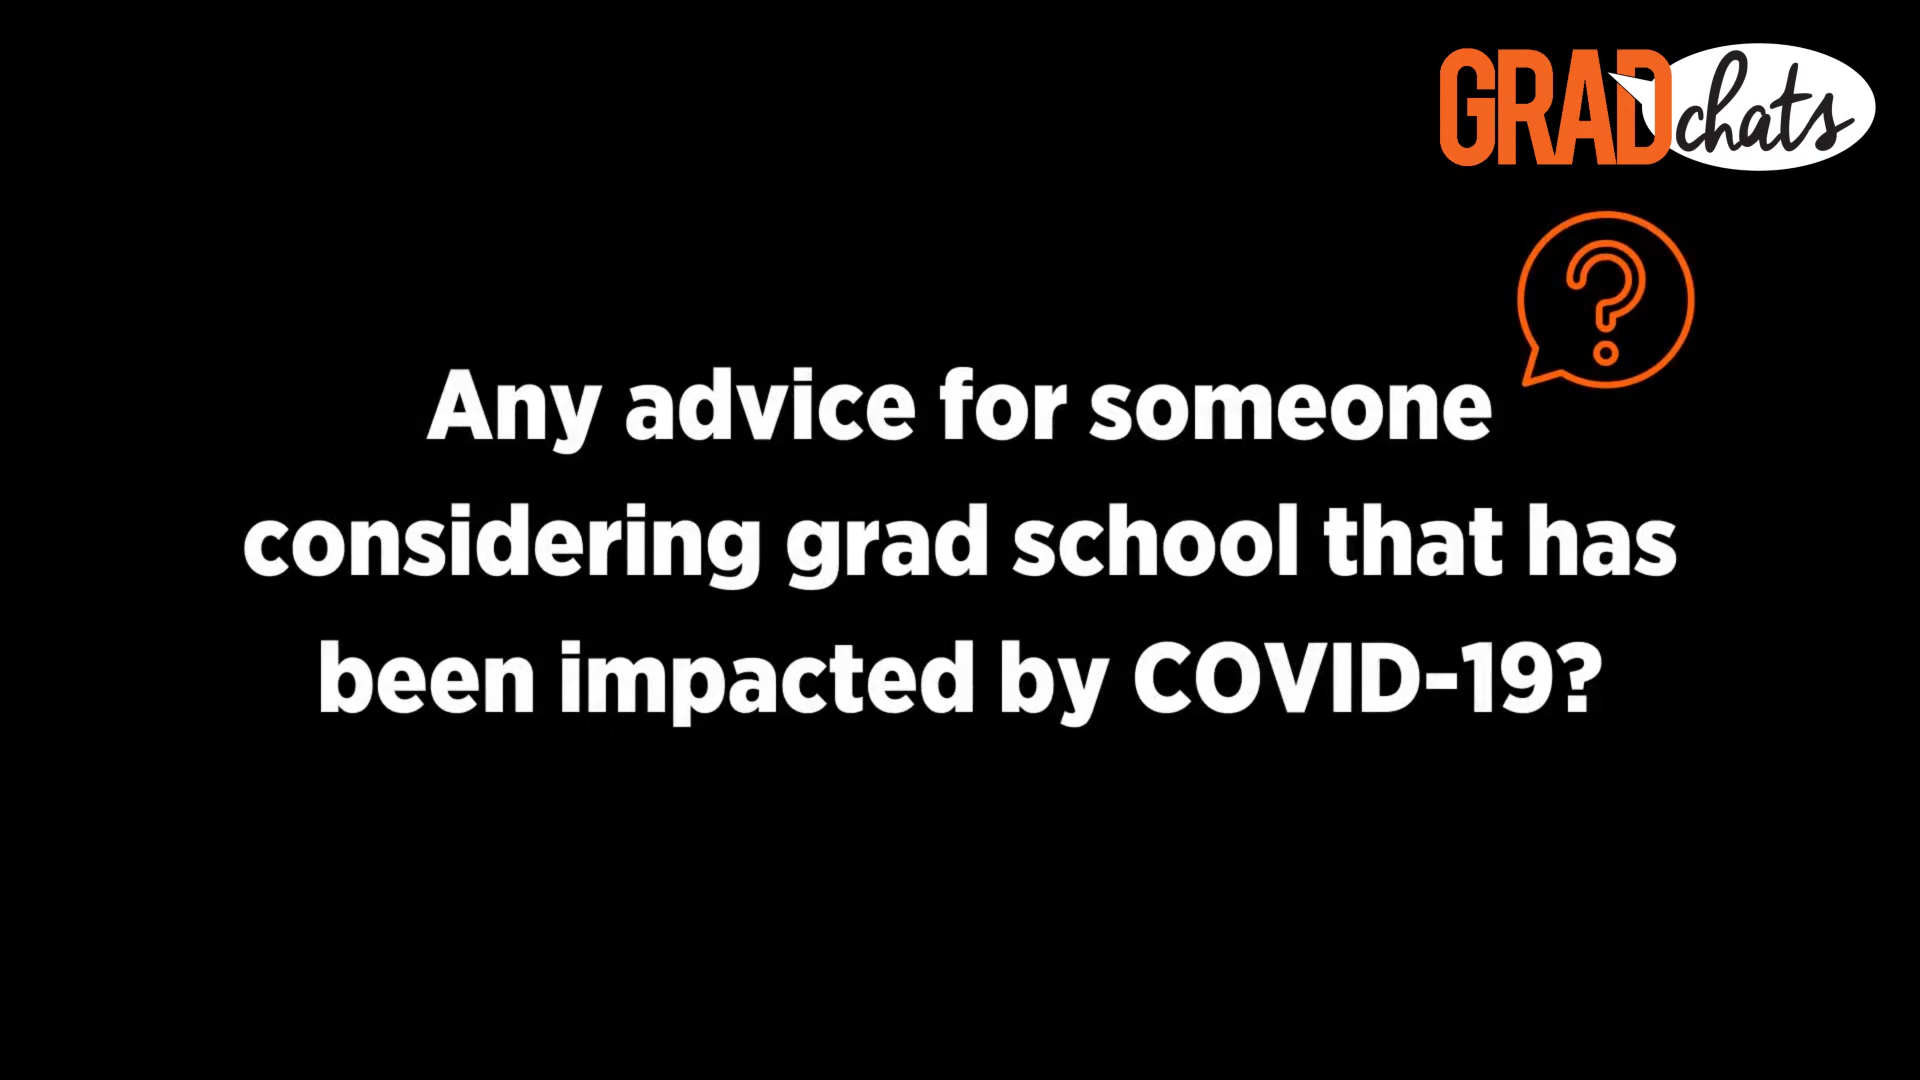 GRAD chats
Any advice for someone
considering grad school that has
been impacted by COVID-19?